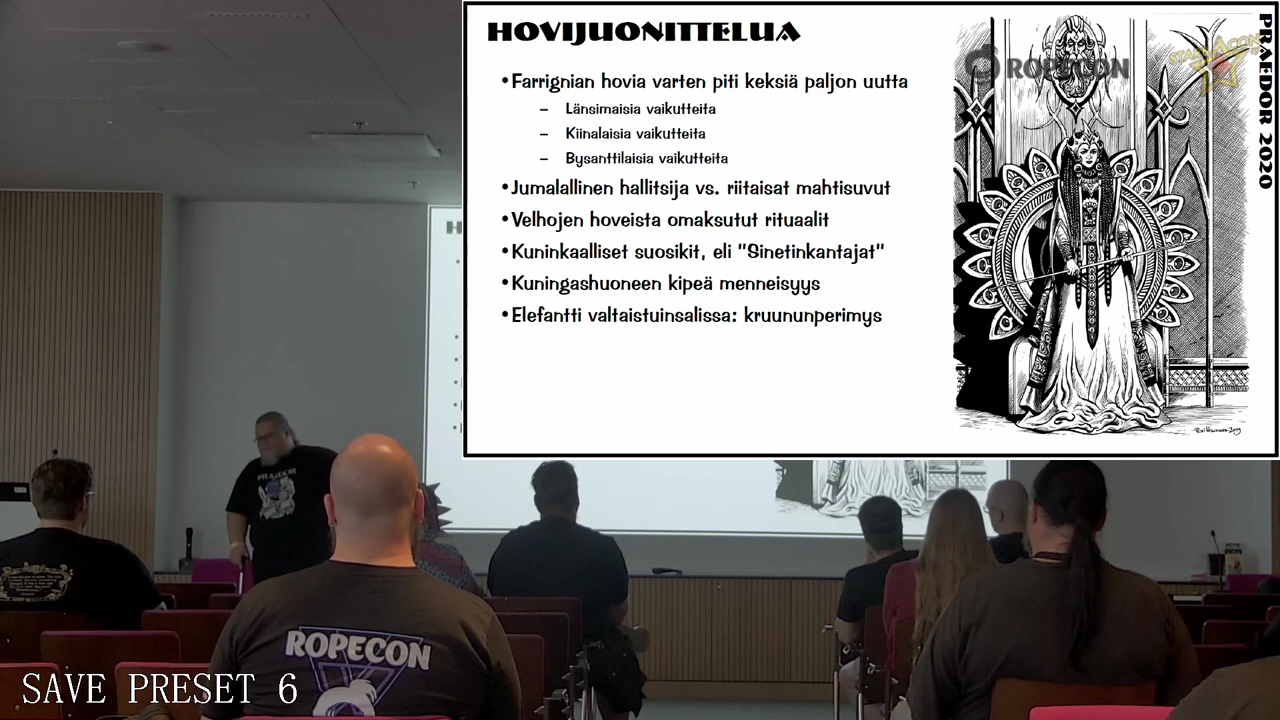 HOVIJUONITTELUA
•Farrignian hovia varten piti keksiä paljon uutta
– Länsimaisia vaikutteita
– Kiinalaisia vaikutteita
– Bysanttilaisia vaikutteita
•Jumalallinen hallitsija vs. riitaisat mahtisuvut
•Velhojen hoveista omaksutut rituaalit
•Kuninkaalliset suosikit, eli "Sinetinkantajat"
•Kuningashuoneen kipeä menneisyys
•Elefantti valtaistuinsalissa: kruununperimys
ROPECON
PRAEDOR 2020
PRAEDOR
ROPECON
SAVE PRESET 6